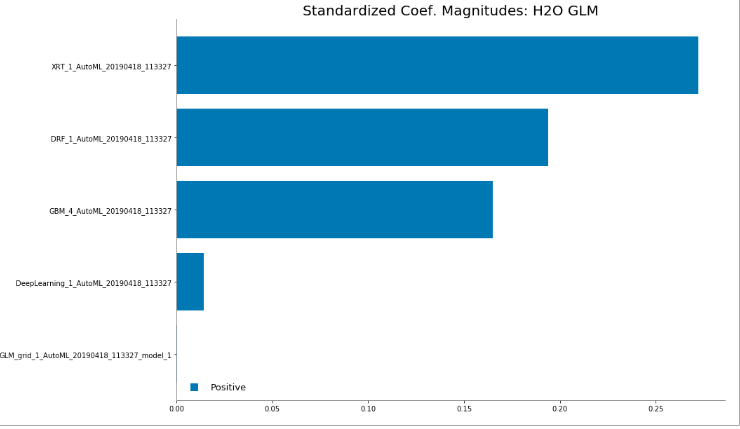 Standardized Coef. Magnitudes: H2O GLM
XRT_1_AutoML_20190418_113327
DRF_1_AutoML_20190418_113327
GBM_4_AutoML_20190418_113327
DeepLearning_1_AutoML_20190418_113327
GLM_grid_1_AutoML_20190418_113327_model_1
Positive
0.00 0.05 0.10 0.15 0.20 0.25